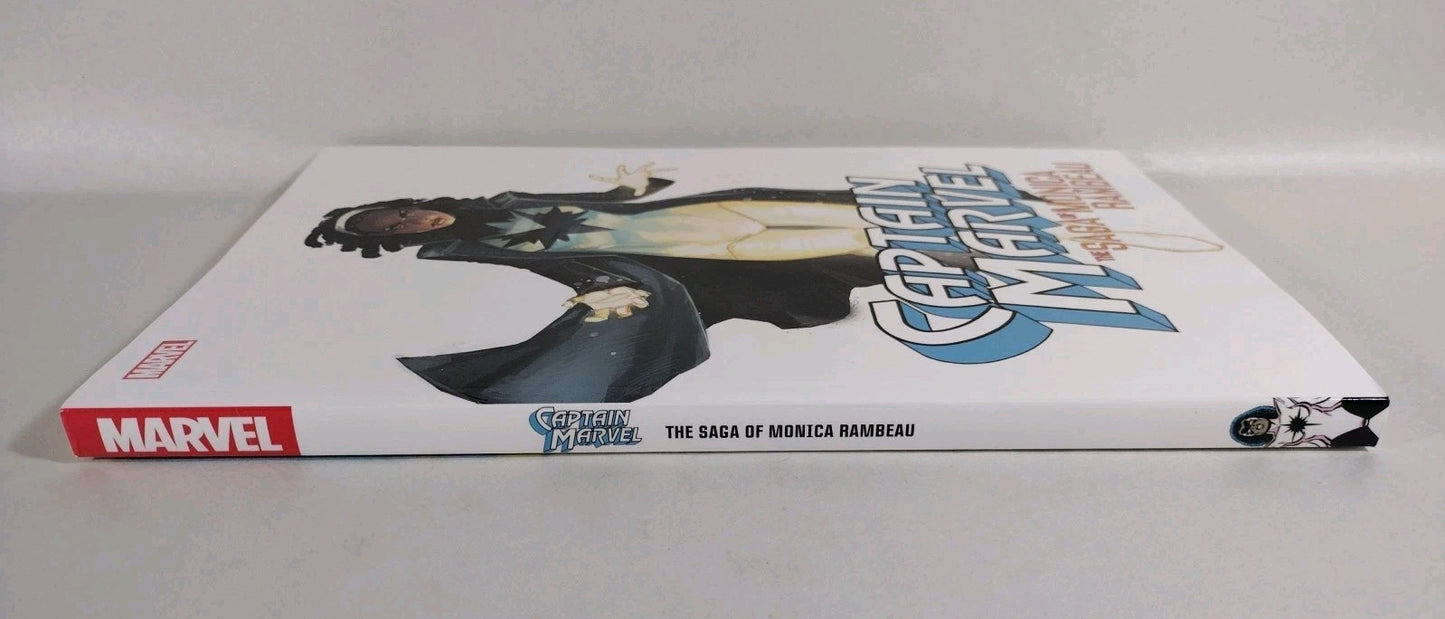 CAPTAIN
MARVEL
THE SAGA OF MONICA
RAMBEAU
MARVEL
MARVEL
CAPTAIN
MARVEL
THE SAGA OF MONICA RAMBEAU